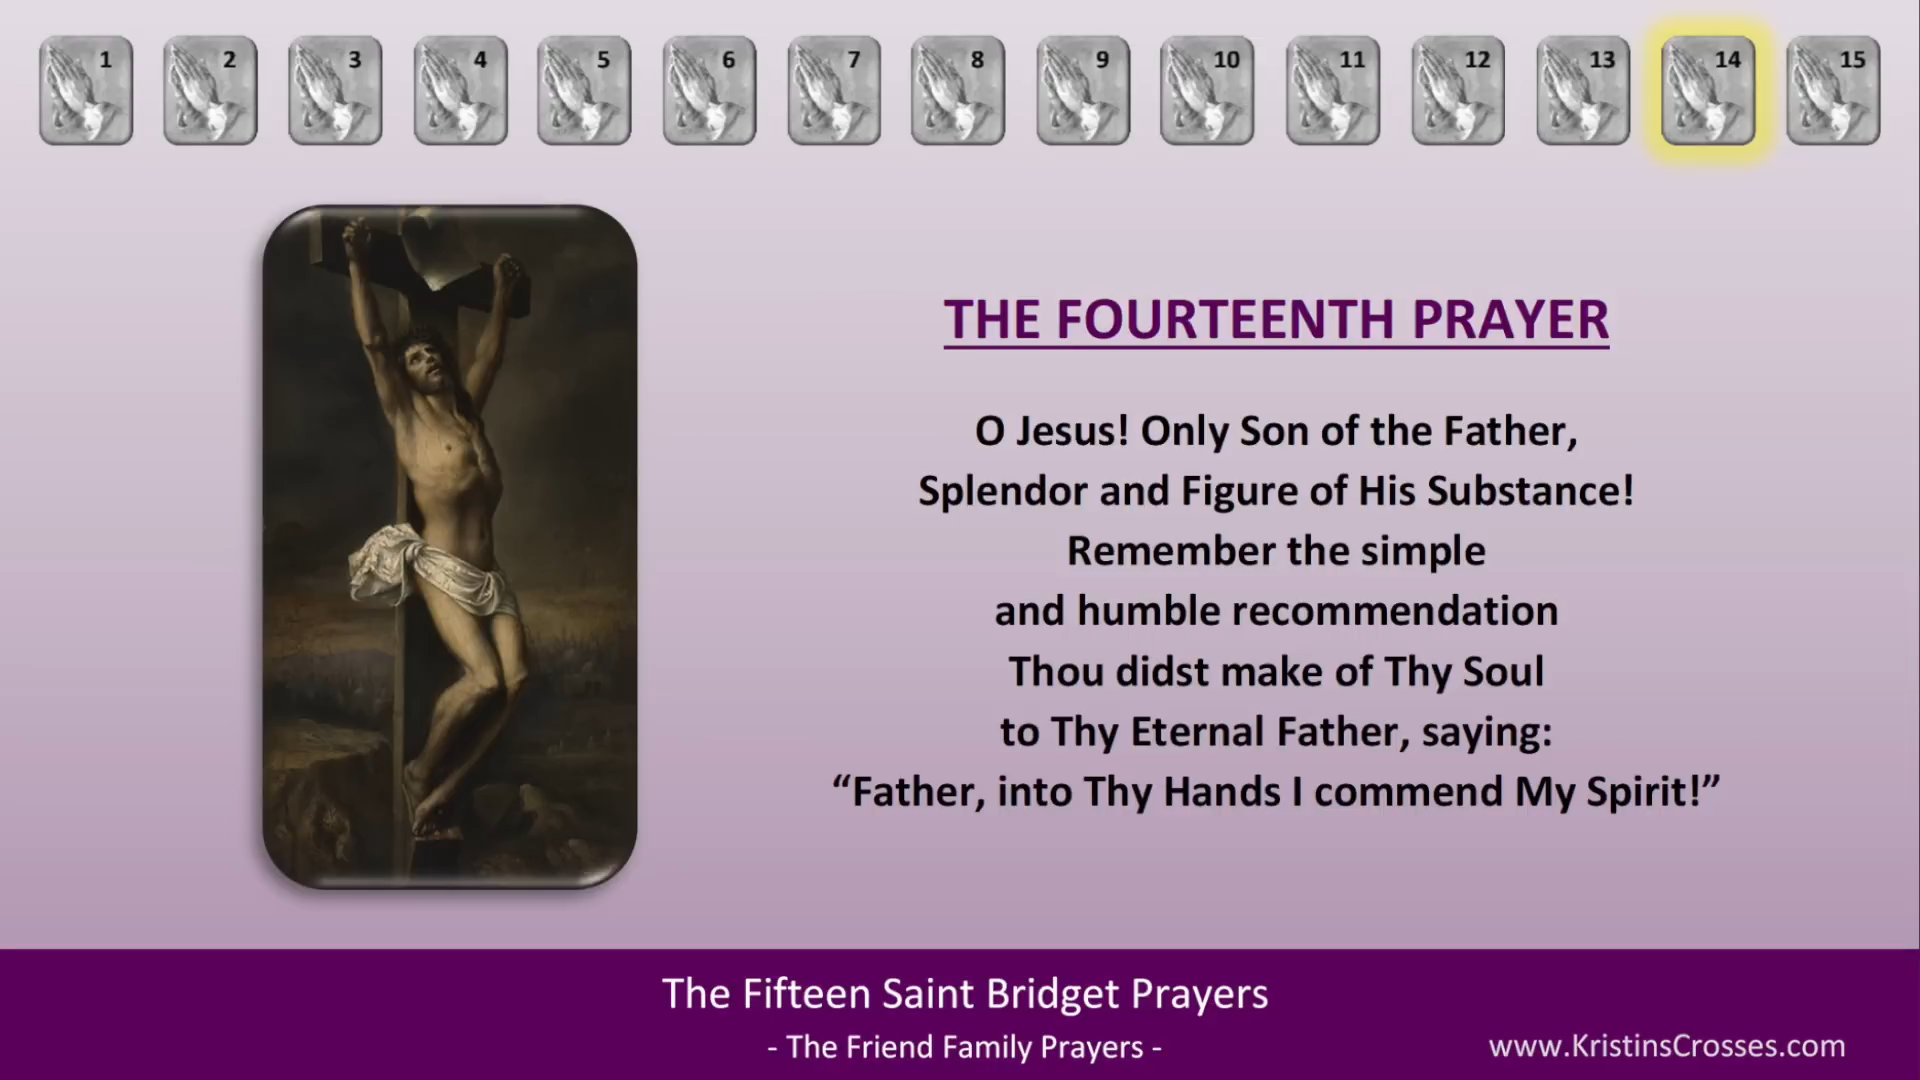 1 2 3 4 5 6 7 8 9 10 11 12 13 14 15
THE FOURTEENTH PRAYER
O Jesus! Only Son of the Father,
Splendor and Figure of His Substance!
Remember the simple
and humble recommendation
Thou didst make of Thy Soul
to Thy Eternal Father, saying:
“Father, into Thy Hands I commend My Spirit!”
The Fifteen Saint Bridget Prayers
- The Friend Family Prayers -
www.KristinsCrosses.com